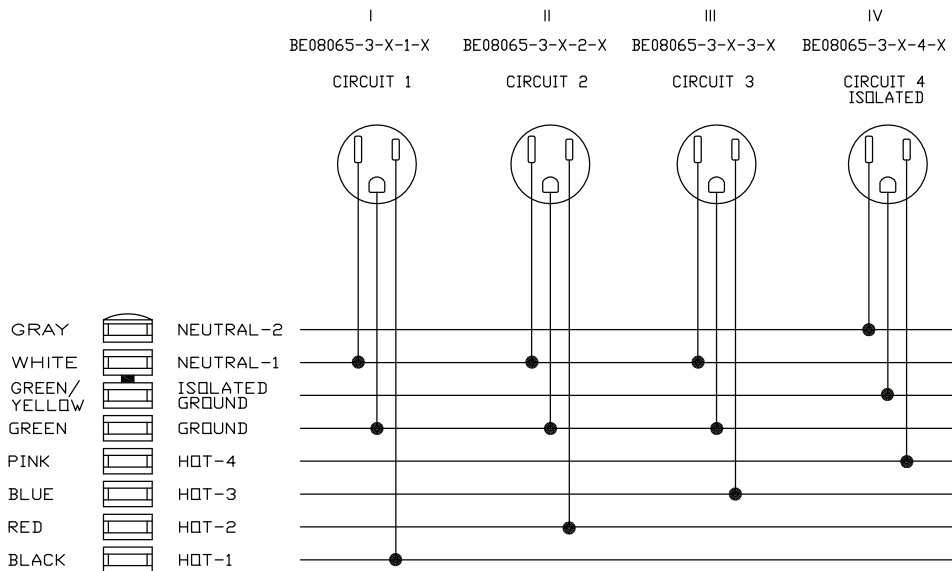 I II III IV
BE08065-3-X-1-X BE08065-3-X-2-X BE08065-3-X-3-X BE08065-3-X-4-X
CIRCUIT 1 CIRCUIT 2 CIRCUIT 3 CIRCUIT 4
ISOLATED
GRAY NEUTRAL-2
WHITE NEUTRAL-1
GREEN/ ISOLATED
YELLOW GROUND
GREEN GROUND
PINK HOT-4
BLUE HOT-3
RED HOT-2
BLACK HOT-1